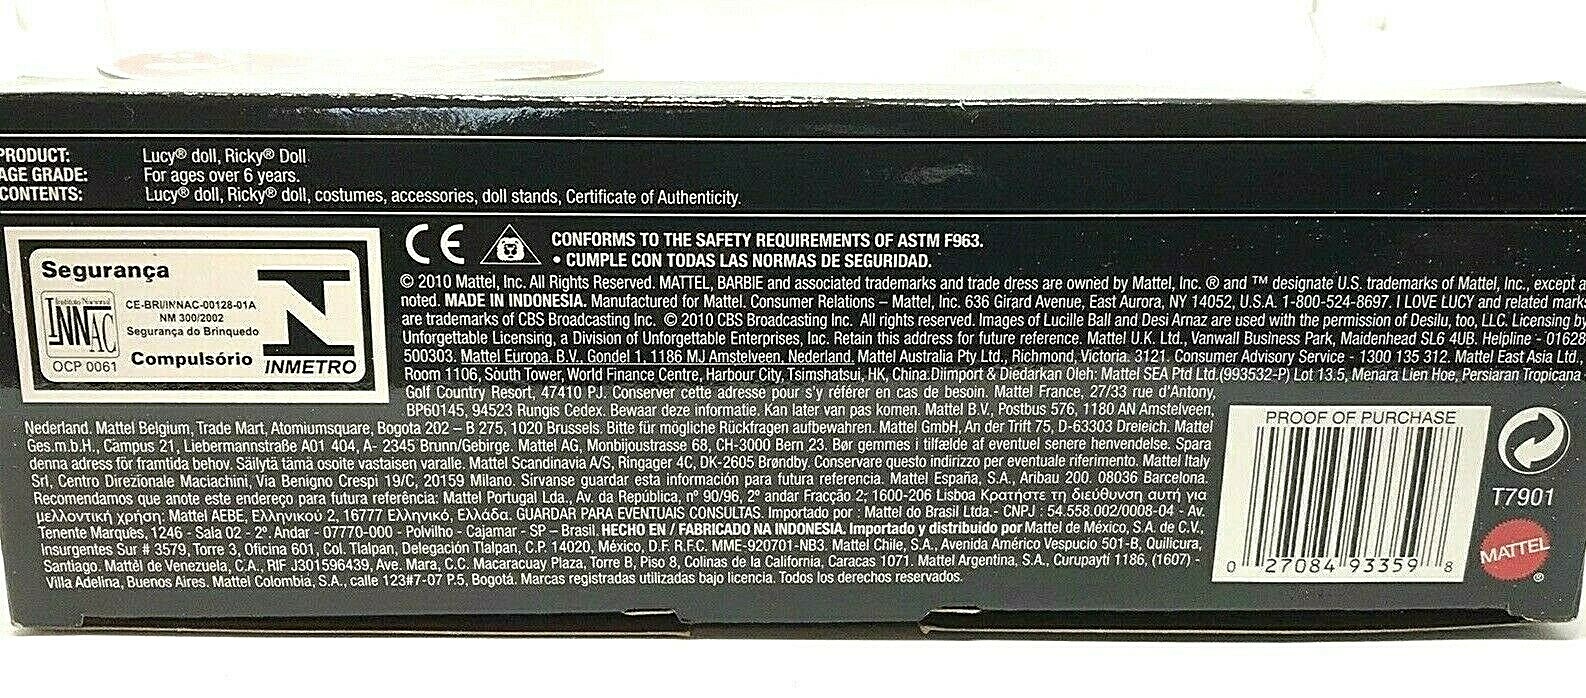 PRODUCT: Lucy® doll, Ricky® Doll.
AGE GRADE: For ages over 6 years.
CONTENTS: Lucy® doll, Ricky® doll, costumes, accessories, doll stands, Certificate of Authenticity.
Segurança
Instituto Nacional
INNAC
OCP 0061
CE-BRI/INNAC-00128-01A
NM 300/2002
Segurança do Brinquedo
Compulsório
N
INMETRO
CE
CONFORMS TO THE SAFETY REQUIREMENTS OF ASTM F963.
• CUMPLE CON TODAS LAS NORMAS DE SEGURIDAD.
© 2010 Mattel, Inc. All Rights Reserved. MATTEL, BARBIE and associated trademarks and trade dress are owned by Mattel, Inc. ® and ™ designate U.S. trademarks of Mattel, Inc., except a
noted. MADE IN INDONESIA. Manufactured for Mattel. Consumer Relations – Mattel, Inc. 636 Girard Avenue, East Aurora, NY 14052, U.S.A. 1-800-524-8697. I LOVE LUCY and related marks
are trademarks of CBS Broadcasting Inc. © 2010 CBS Broadcasting Inc. All rights reserved. Images of Lucille Ball and Desi Arnaz are used with the permission of Desilu, too, LLC. Licensing by
Unforgettable Licensing, a Division of Unforgettable Enterprises, Inc. Retain this address for future reference. Mattel U.K. Ltd., Vanwall Business Park, Maidenhead SL6 4UB. Helpline - 01628
500303. Mattel Europa, B.V., Gondel 1, 1186 MJ Amstelveen, Nederland. Mattel Australia Pty Ltd., Richmond, Victoria. 3121. Consumer Advisory Service - 1300 135 312. Mattel East Asia Ltd.,
Room 1106, South Tower, World Finance Centre, Harbour City, Tsimshatsui, HK, China Diimport & Diedarkan Oleh: Mattel SEA Ptd Ltd.(993532-P) Lot 13.5, Menara Lien Hoe, Persiaran Tropicana
Golf Country Resort, 47410 PJ. Conserver cette adresse pour s'y référer en cas de besoin. Mattel France, 27/33 rue d'Antony,
BP60145, 94523 Rungis Cedex. Bewaar deze informatie. Kan later van pas komen. Mattel B.V., Postbus 576, 1180 AN Amstelveen,
Nederland. Mattel Belgium, Trade Mart, Atomiumsquare, Bogota 202 – B 275, 1020 Brussels. Bitte für mögliche Rückfragen aufbewahren. Mattel GmbH, An der Trift 75, D-63303 Dreieich. Mattel
Ges.m.b.H., Campus 21, Liebermannstraße A01 404, A- 2345 Brunn/Gebirge. Mattel AG, Monbijoustrasse 68, CH-3000 Bern 23. Bør gemmes i tilfælde af eventuel senere henvendelse. Spara
denna adress för framtida behov. Säilytä tämä osoite vastaisen varalle. Mattel Scandinavia A/S, Ringager 4C, DK-2605 Brøndby. Conservare questo indirizzo per eventuale riferimento. Mattel Italy
Srl, Centro Direzionale Maciachini, Via Benigno Crespi 19/C, 20159 Milano. Sirvanse guardar esta información para futura referencia. Mattel España, S.A., Aribau 200. 08036 Barcelona.
Recomendamos que anote este endereço para futura referência: Mattel Portugal Lda., Av. da República, nº 90/96, 2º andar Fracção 2; 1600-206 Lisboa Κρατήστε τη διεύθυνση αυτή για
μελλοντική χρήση: Mattel AEBE, Ελληνικού 2, 16777 Ελληνικό, Ελλάδα. GUARDAR PARA EVENTUAIS CONSULTAS. Importado por : Mattel do Brasil Ltda.- CNPJ : 54.558.002/0008-04 - Av.
Tenente Marques, 1246 - Sala 02 - 2º. Andar - 07770-000 - Polvilho - Cajamar - SP – Brasil. HECHO EN / FABRICADO NA INDONESIA. Importado y distribuido por Mattel de México, S.A. de C.V.,
Insurgentes Sur # 3579, Torre 3, Oficina 601, Col. Tlalpan, Delegación Tlalpan, C.P. 14020, México, D.F. R.F.C. MME-920701-NB3. Mattel Chile, S.A., Avenida Américo Vespucio 501-B, Quilicura,
Santiago. Mattel de Venezuela, C.A., RIF J301596439, Ave. Mara, C.C. Macaracuay Plaza, Torre B, Piso 8, Colinas de la California, Caracas 1071. Mattel Argentina, S.A., Curupaytí 1186, (1607) -
Villa Adelina, Buenos Aires. Mattel Colombia, S.A., calle 123#7-07 P.5, Bogotá. Marcas registradas utilizadas bajo licencia. Todos los derechos reservados.
PROOF OF PURCHASE
0 27084 93359 8
T7901
MATTEL
®